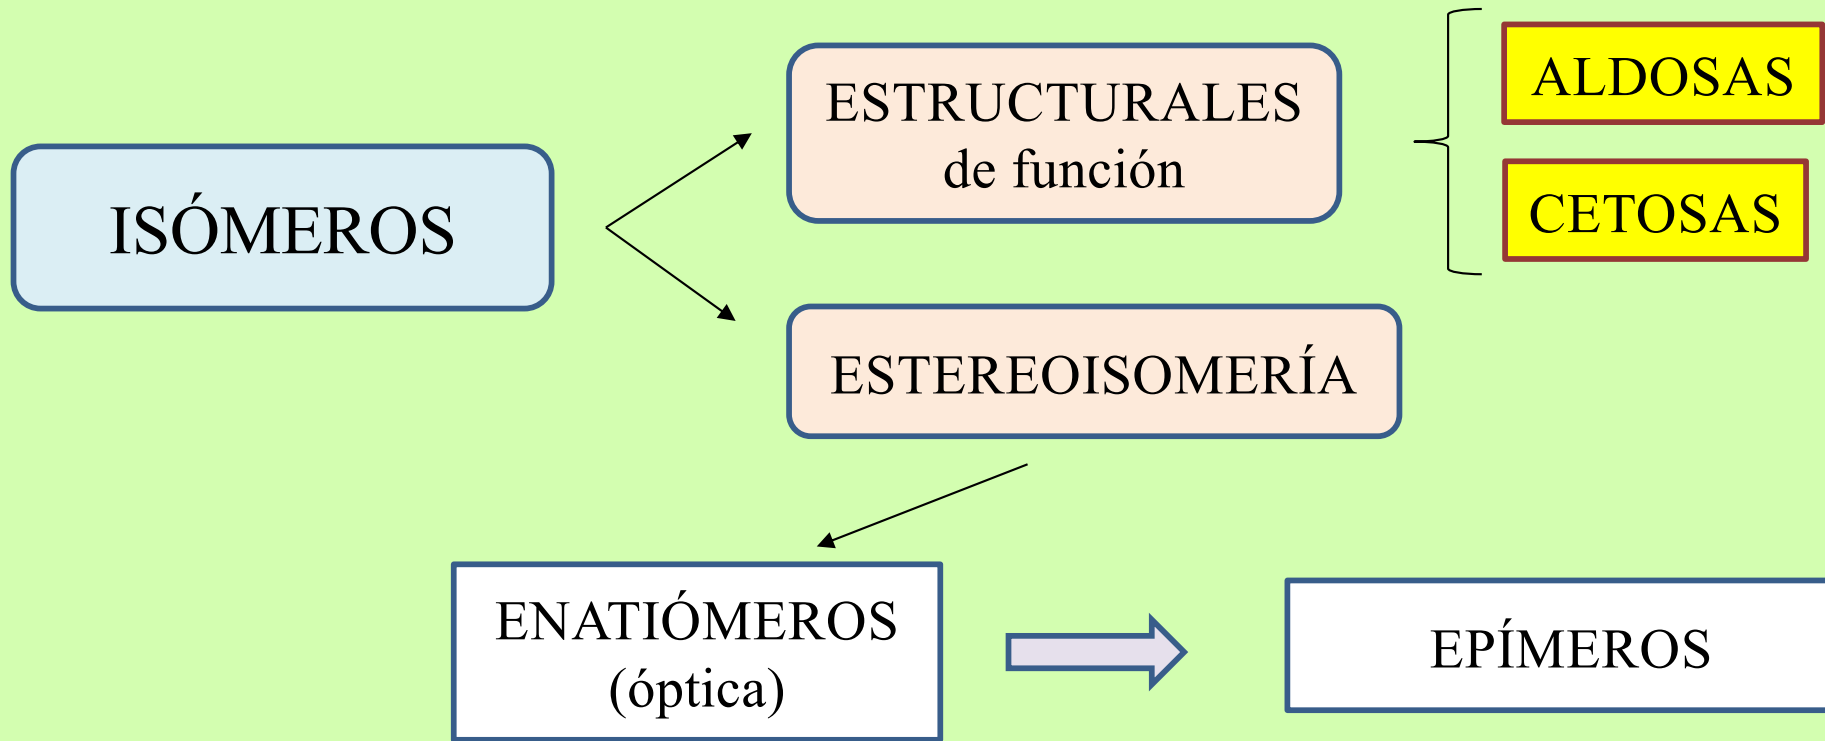 ISÓMEROS
ESTRUCTURALES
de función
ALDOSAS
CETOSAS
ESTEREOISOMERÍA
ENATIÓMEROS
(óptica)
EPÍMEROS